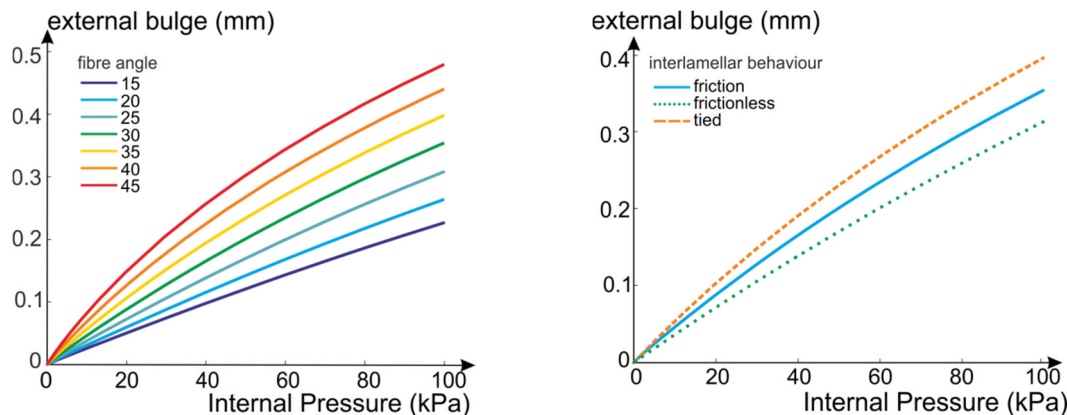 external bulge (mm)
0.5
0.4
0.3
0.2
0.1
0
fibre angle
15
20
25
30
35
40
45
0 20 40 60 80 100
Internal Pressure (kPa)
external bulge (mm)
0.4
0.3
0.2
0.1
0
interlamellar behaviour
friction
frictionless
tied
0 20 40 60 80 100
Internal Pressure (kPa)